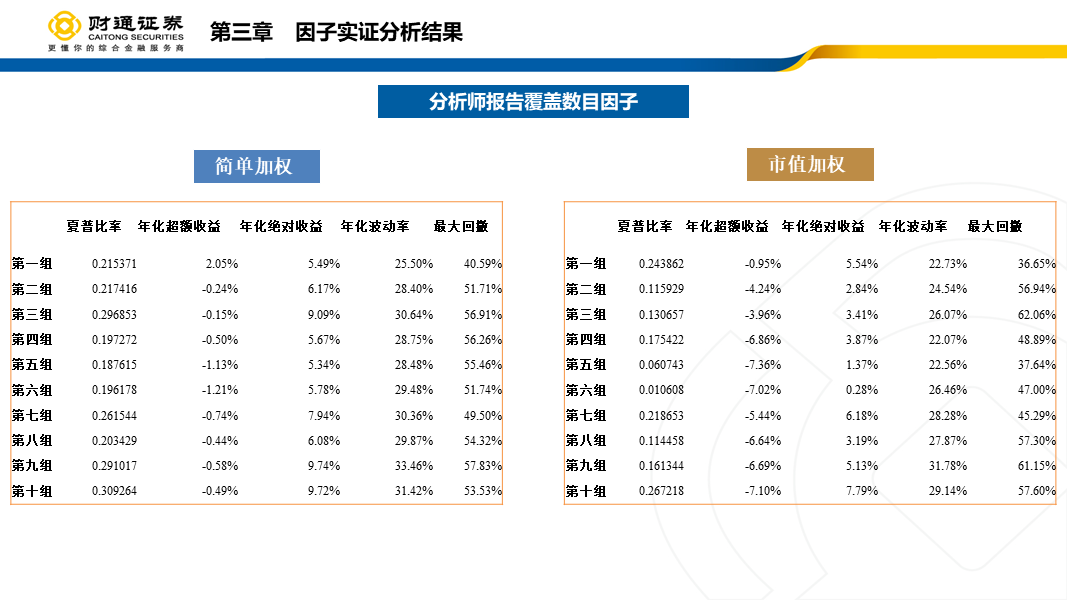 财通证券
CAITONG SECURITIES
更懂你的综合金融服务商
第三章 因子实证分析结果
分析师报告覆盖数目因子
简单加权
夏普比率 年化超额收益 年化绝对收益 年化波动率 最大回撤
第一组 0.215371 2.05% 5.49% 25.50% 40.59%
第二组 0.217416 -0.24% 6.17% 28.40% 51.71%
第三组 0.296853 -0.15% 9.09% 30.64% 56.91%
第四组 0.197272 -0.50% 5.67% 28.75% 56.26%
第五组 0.187615 -1.13% 5.34% 28.48% 55.46%
第六组 0.196178 -1.21% 5.78% 29.48% 51.74%
第七组 0.261544 -0.74% 7.94% 30.36% 49.50%
第八组 0.203429 -0.44% 6.08% 29.87% 54.32%
第九组 0.291017 -0.58% 9.74% 33.46% 57.83%
第十组 0.309264 -0.49% 9.72% 31.42% 53.53%
市值加权
夏普比率 年化超额收益 年化绝对收益 年化波动率 最大回撤
第一组 0.243862 -0.95% 5.54% 22.73% 36.65%
第二组 0.115929 -4.24% 2.84% 24.54% 56.94%
第三组 0.130657 -3.96% 3.41% 26.07% 62.06%
第四组 0.175422 -6.86% 3.87% 22.07% 48.89%
第五组 0.060743 -7.36% 1.37% 22.56% 37.64%
第六组 0.010608 -7.02% 0.28% 26.46% 47.00%
第七组 0.218653 -5.44% 6.18% 28.28% 45.29%
第八组 0.114458 -6.64% 3.19% 27.87% 57.30%
第九组 0.161344 -6.69% 5.13% 31.78% 61.15%
第十组 0.267218 -7.10% 7.79% 29.14% 57.60%